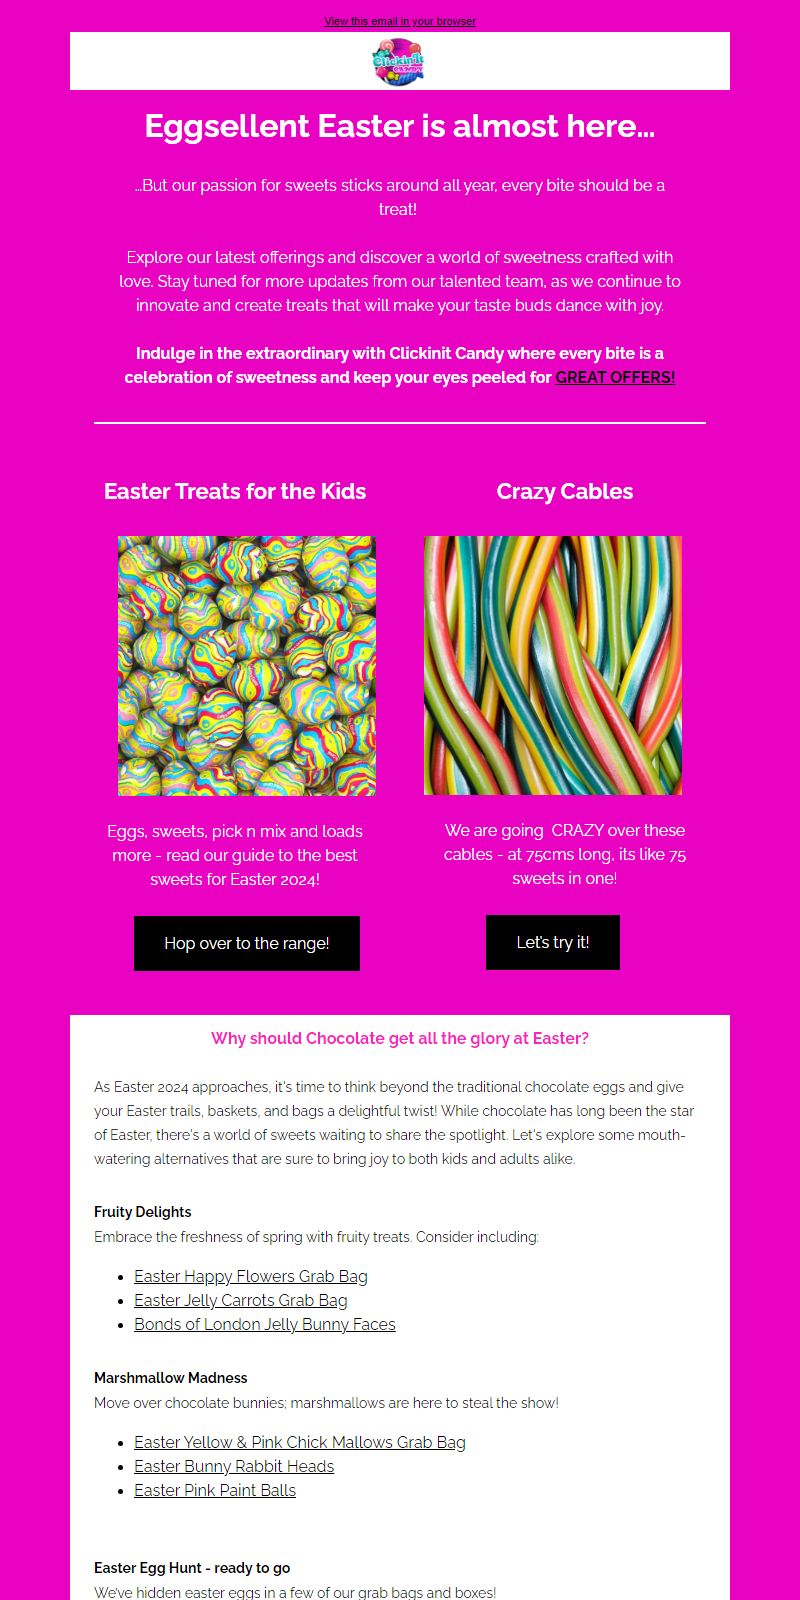 View this email in your browser
Clickinit
CANDY
Eggsellent Easter is almost here...
...But our passion for sweets sticks around all year, every bite should be a
treat!
Explore our latest offerings and discover a world of sweetness crafted with
love. Stay tuned for more updates from our talented team, as we continue to
innovate and create treats that will make your taste buds dance with joy.
Indulge in the extraordinary with Clickinit Candy where every bite is a
celebration of sweetness and keep your eyes peeled for GREAT OFFERS!
Easter Treats for the Kids
Eggs, sweets, pick n mix and loads
more - read our guide to the best
sweets for Easter 2024!
Hop over to the range!
Crazy Cables
We are going  CRAZY over these
cables - at 75cms long, its like 75
sweets in one!
Let's try it!
Why should Chocolate get all the glory at Easter?
As Easter 2024 approaches, it's time to think beyond the traditional chocolate eggs and give
your Easter trails, baskets, and bags a delightful twist! While chocolate has long been the star
of Easter, there's a world of sweets waiting to share the spotlight. Let's explore some mouth-
watering alternatives that are sure to bring joy to both kids and adults alike.
Fruity Delights
Embrace the freshness of spring with fruity treats. Consider including:
• Easter Happy Flowers Grab Bag
• Easter Jelly Carrots Grab Bag
• Bonds of London Jelly Bunny Faces
Marshmallow Madness
Move over chocolate bunnies; marshmallows are here to steal the show!
• Easter Yellow & Pink Chick Mallows Grab Bag
• Easter Bunny Rabbit Heads
• Easter Pink Paint Balls
Easter Egg Hunt - ready to go
We've hidden easter eggs in a few of our grab bags and boxes!